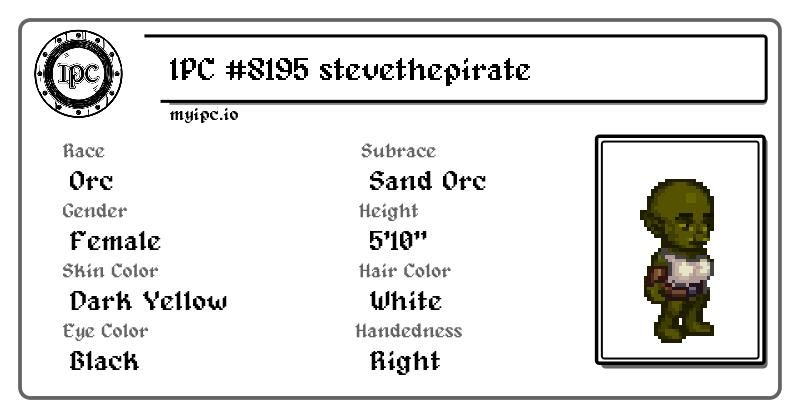 IPC
IPC #8195 stevethepirate
myipc.io
Race
Subrace
Orc
Sand Orc
Gender
Height
Female
5'10"
Skin Color
Hair Color
Dark Yellow
White
Eye Color
Handedness
Black
Right